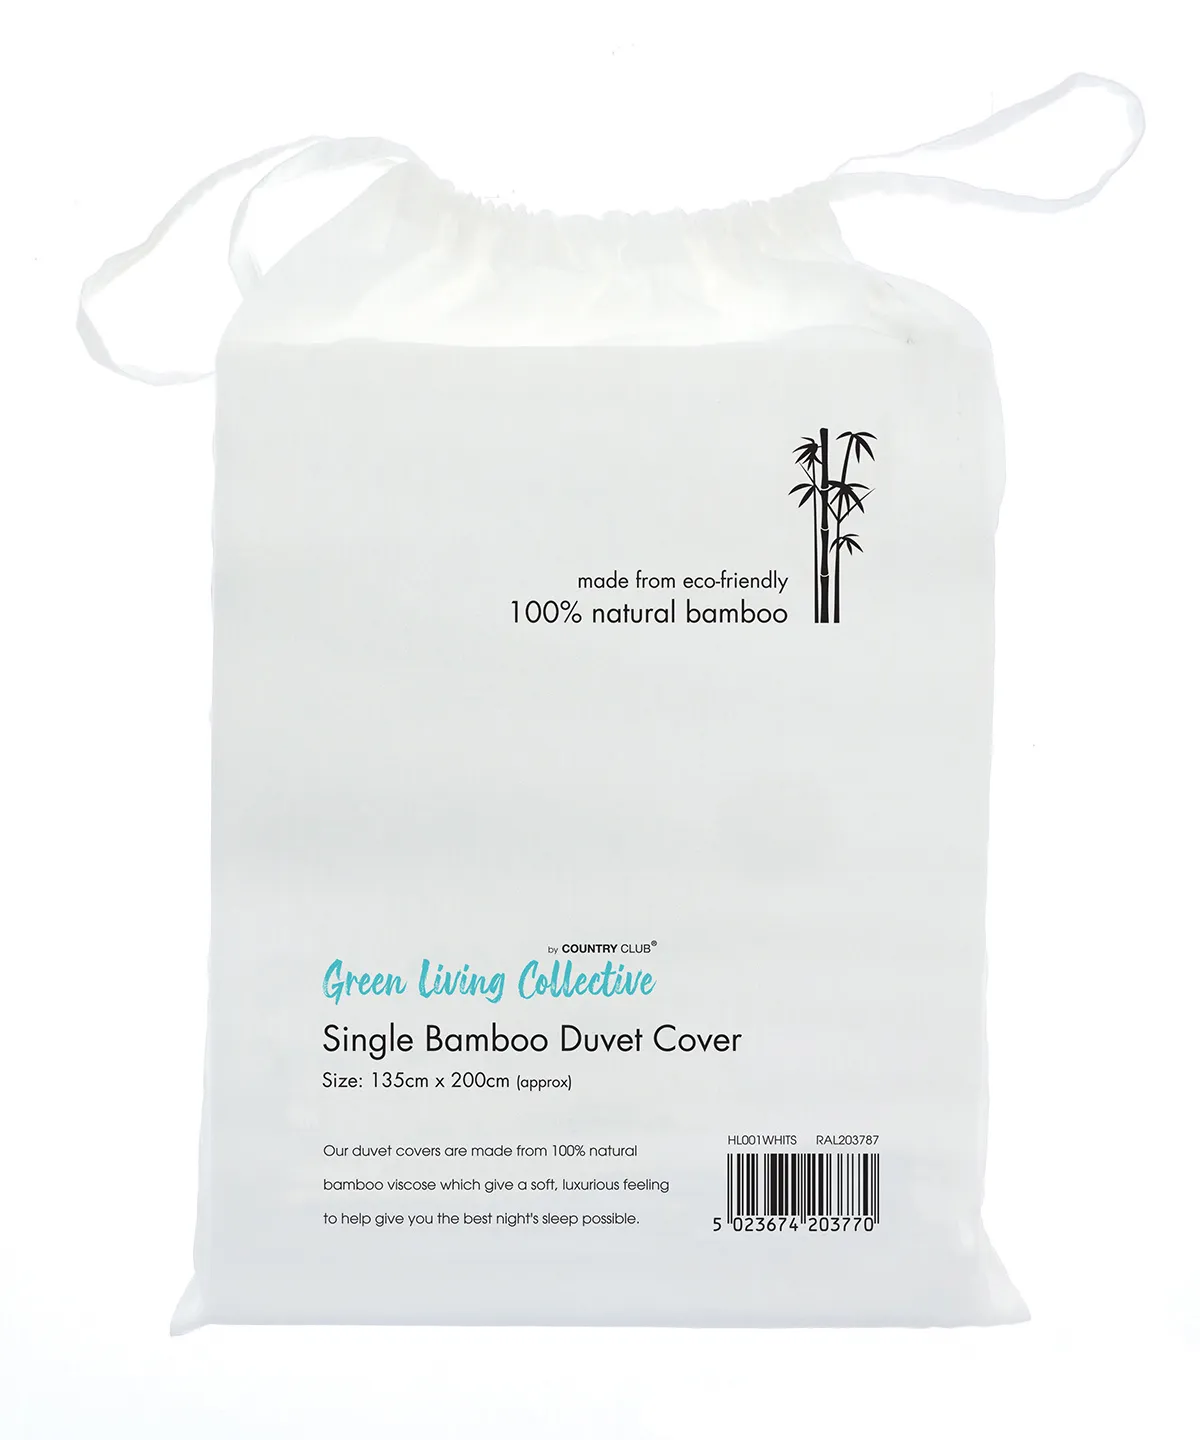 made from eco-friendly
100% natural bamboo
by COUNTRY CLUB®
Green Living Collective
Single Bamboo Duvet Cover
Size: 135cm x 200cm (approx)
Our duvet covers are made from 100% natural
bamboo viscose which give a soft, luxurious feeling
to help give you the best night's sleep possible.
HL001WHITS RAL203787
5 023674 203770